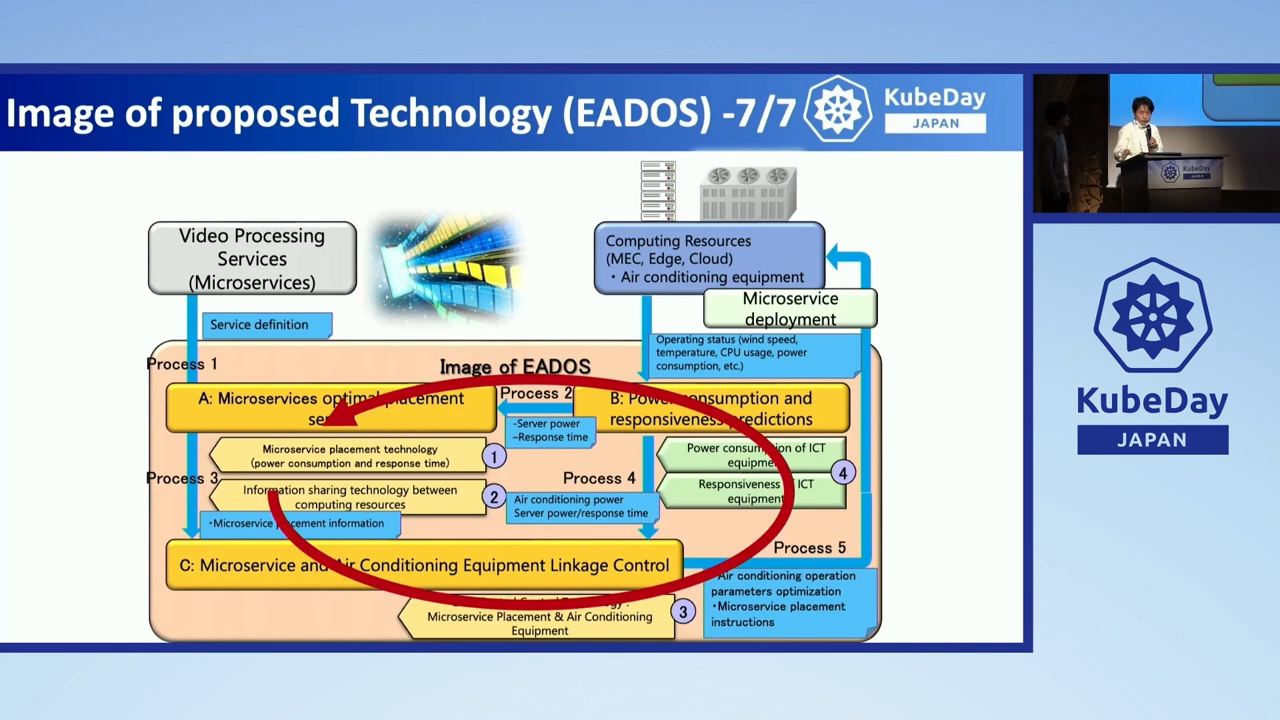 Image of proposed Technology (EADOS) -7/7
KubeDay
JAPAN
Video Processing
Services
(Microservices)
Computing Resources
(MEC, Edge, Cloud)
・Air conditioning equipment
Microservice
deployment
Service definition
Operating status (wind speed,
temperature, CPU usage, power
consumption, etc.)
Process 1
Image of EADOS
A: Microservices optimal placement
Process 2
B: Power consumption and
responsiveness predictions
-Server power
–Response time
Microservice placement technology
(power consumption and response time)
1
Power consumption of ICT
equipment
4
Process 3
Information sharing technology between
computing resources
2
Process 4
Responsiveness ICT
equipment
Air conditioning power
Server power/response time
・Microservice placement information
Process 5
C: Microservice and Air Conditioning Equipment Linkage Control
Air conditioning operation
parameters optimization
・Microservice placement
instructions
Microservice Placement & Air Conditioning
Equipment
3
KubeDay
JAPAN
KubeDay
JAPAN